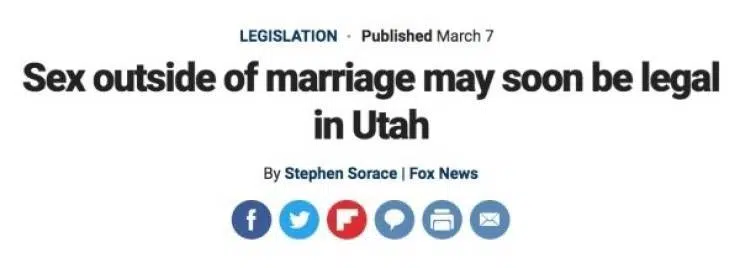 LEGISLATION · Published March 7
Sex outside of marriage may soon be legal
in Utah
By Stephen Sorace | Fox News